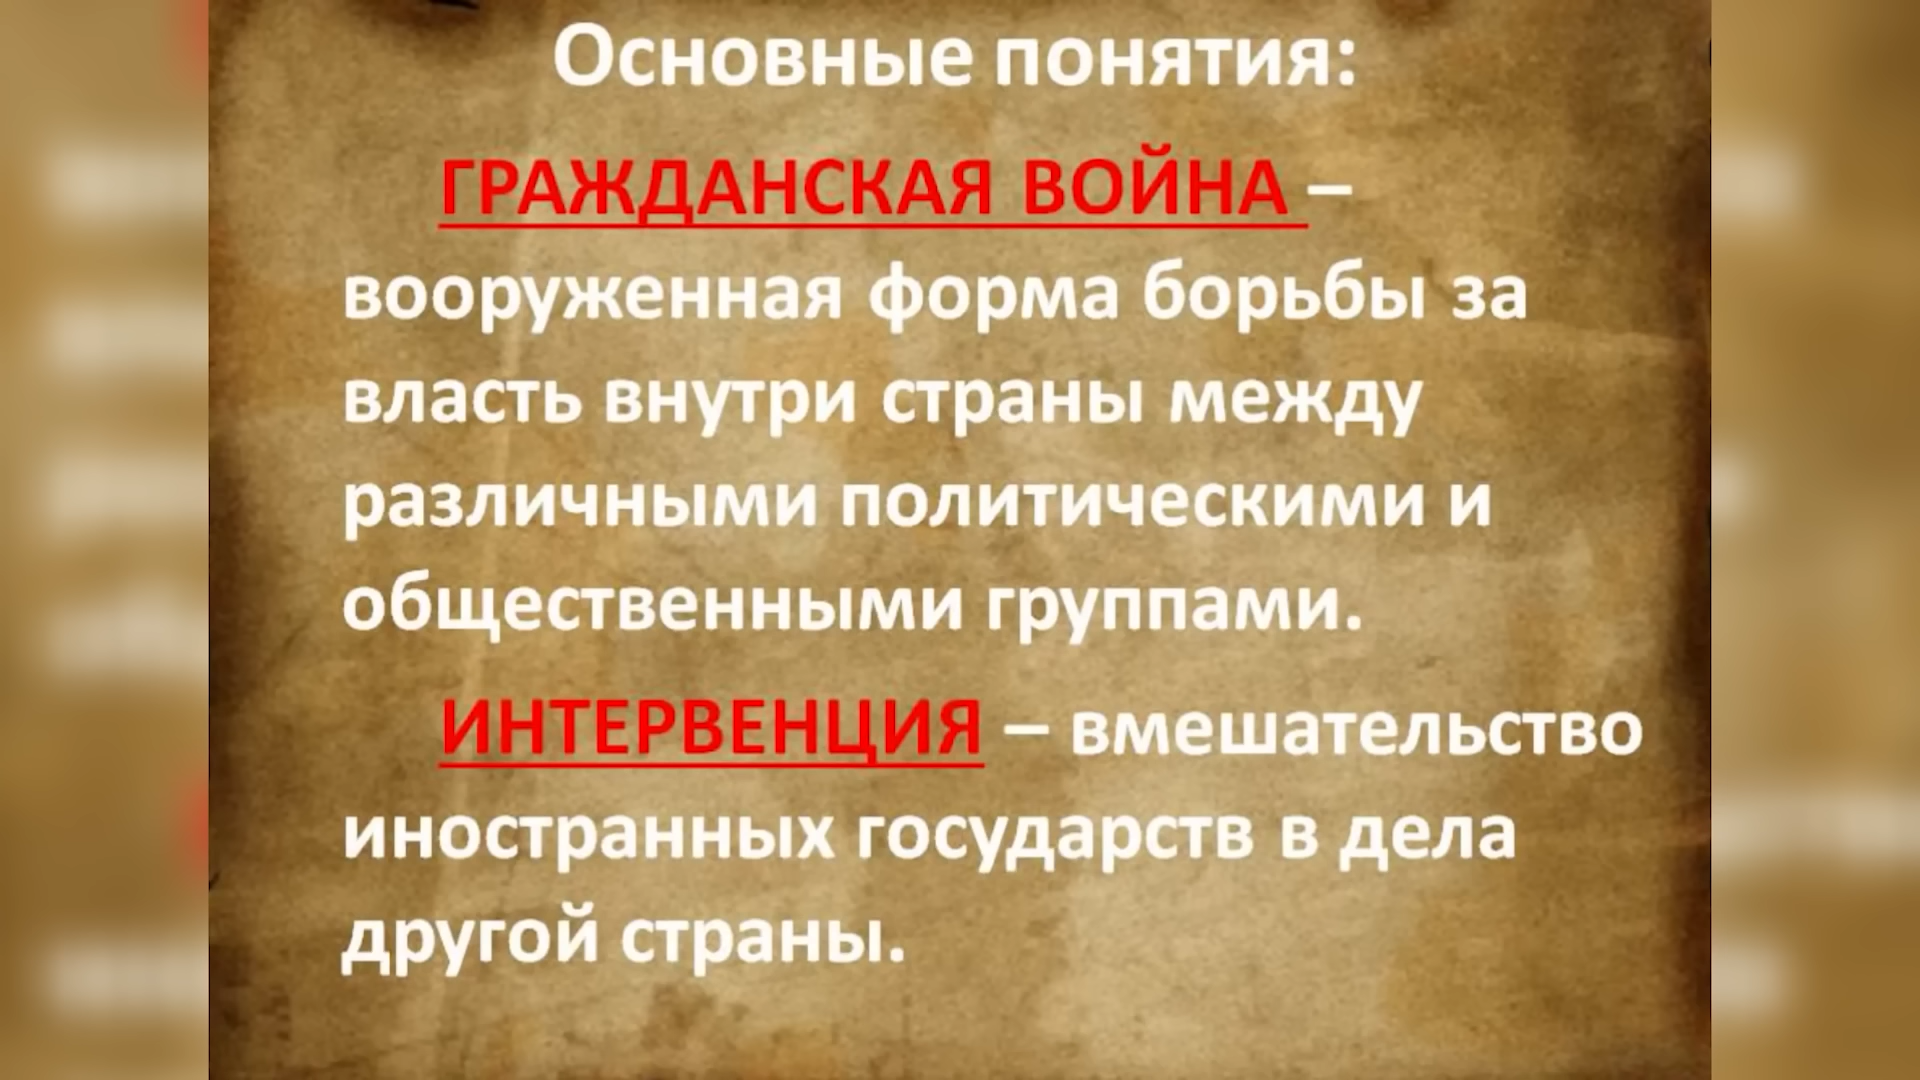 Основные понятия:
ГРАЖДАНСКАЯ ВОЙНА –
вооруженная форма борьбы за
власть внутри страны между
различными политическими и
общественными группами.
ИНТЕРВЕНЦИЯ – вмешательство
иностранных государств в дела
другой страны.